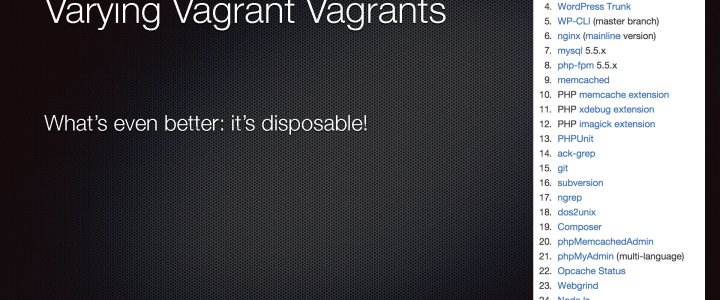 Varying Vagrant Vagrants
What's even better: it's disposable!
4. WordPress Trunk
5. WP-CLI (master branch)
6. nginx (mainline version)
7. mysql 5.5.x
8. php-fpm 5.5.x
9. memcached
10. PHP memcache extension
11. PHP xdebug extension
12. PHP imagick extension
13. PHPUnit
14. ack-grep
15. git
16. subversion
17. ngrep
18. dos2unix
19. Composer
20. phpMemcachedAdmin
21. phpMyAdmin (multi-language)
22. Opcache Status
23. Webgrind